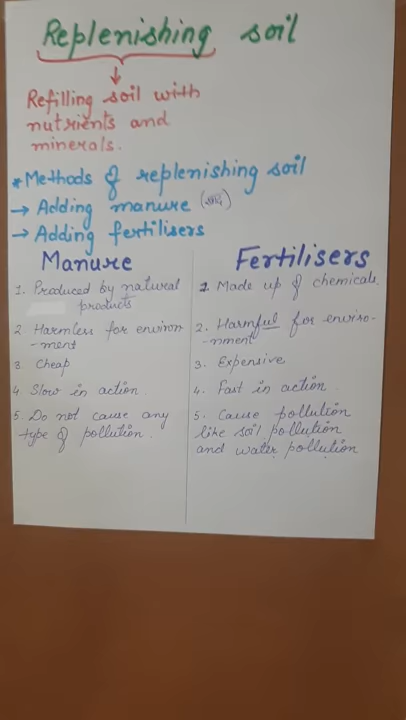 Replenishing soil
Refilling soil with
nutrients and
minerals.
* Methods of replenishing soil
→ Adding manure
→ Adding fertilisers
Manure
1. Produced by natural
products
2. Harmless for environ
-ment
3. Cheap
4. Slow in action.
5. Do not cause any
type of pollution.
Fertilisers
1. Made up of chemicals.
2. Harmful for enviro-
-nment
3. Expensive
4. Fast in action.
5. Cause pollution
like soil pollution
and water pollution